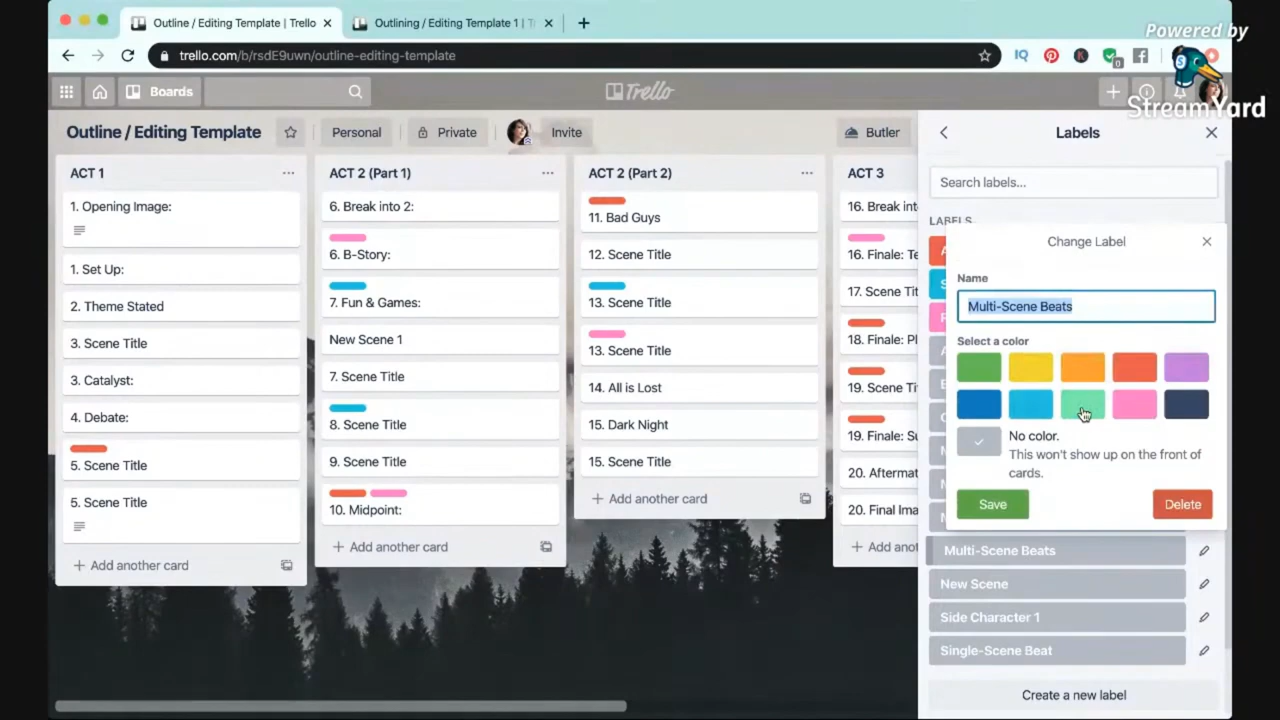 Outline / Editing Template | Trello
Outlining / Editing Template 1 | T
Powered by
StreamYard
trello.com/b/rsdE9uwn/outline-editing-template
IQ
0
Boards
Trello
Outline / Editing Template
Personal
Private
Invite
Butler
Labels
ACT 1
1. Opening Image:
1. Set Up:
2. Theme Stated
3. Scene Title
3. Catalyst:
4. Debate:
5. Scene Title
5. Scene Title
+ Add another card
ACT 2 (Part 1)
6. Break into 2:
6. B-Story:
7. Fun & Games:
New Scene 1
7. Scene Title
8. Scene Title
9. Scene Title
10. Midpoint:
+ Add another card
ACT 2 (Part 2)
11. Bad Guys
12. Scene Title
13. Scene Title
13. Scene Title
14. All is Lost
15. Dark Night
15. Scene Title
+ Add another card
ACT 3
16. Break int
16. Finale: Te
17. Scene Tit
18. Finale: Pl
19. Scene Ti
19. Finale: Su
20. Aftermat
20. Final Ima
+ Add anot
Search labels...
LABELS
Change Label
Name
Multi-Scene Beats
Select a color
No color.
This won't show up on the front of
cards.
Save
Delete
Multi-Scene Beats
New Scene
Side Character 1
Single-Scene Beat
Create a new label